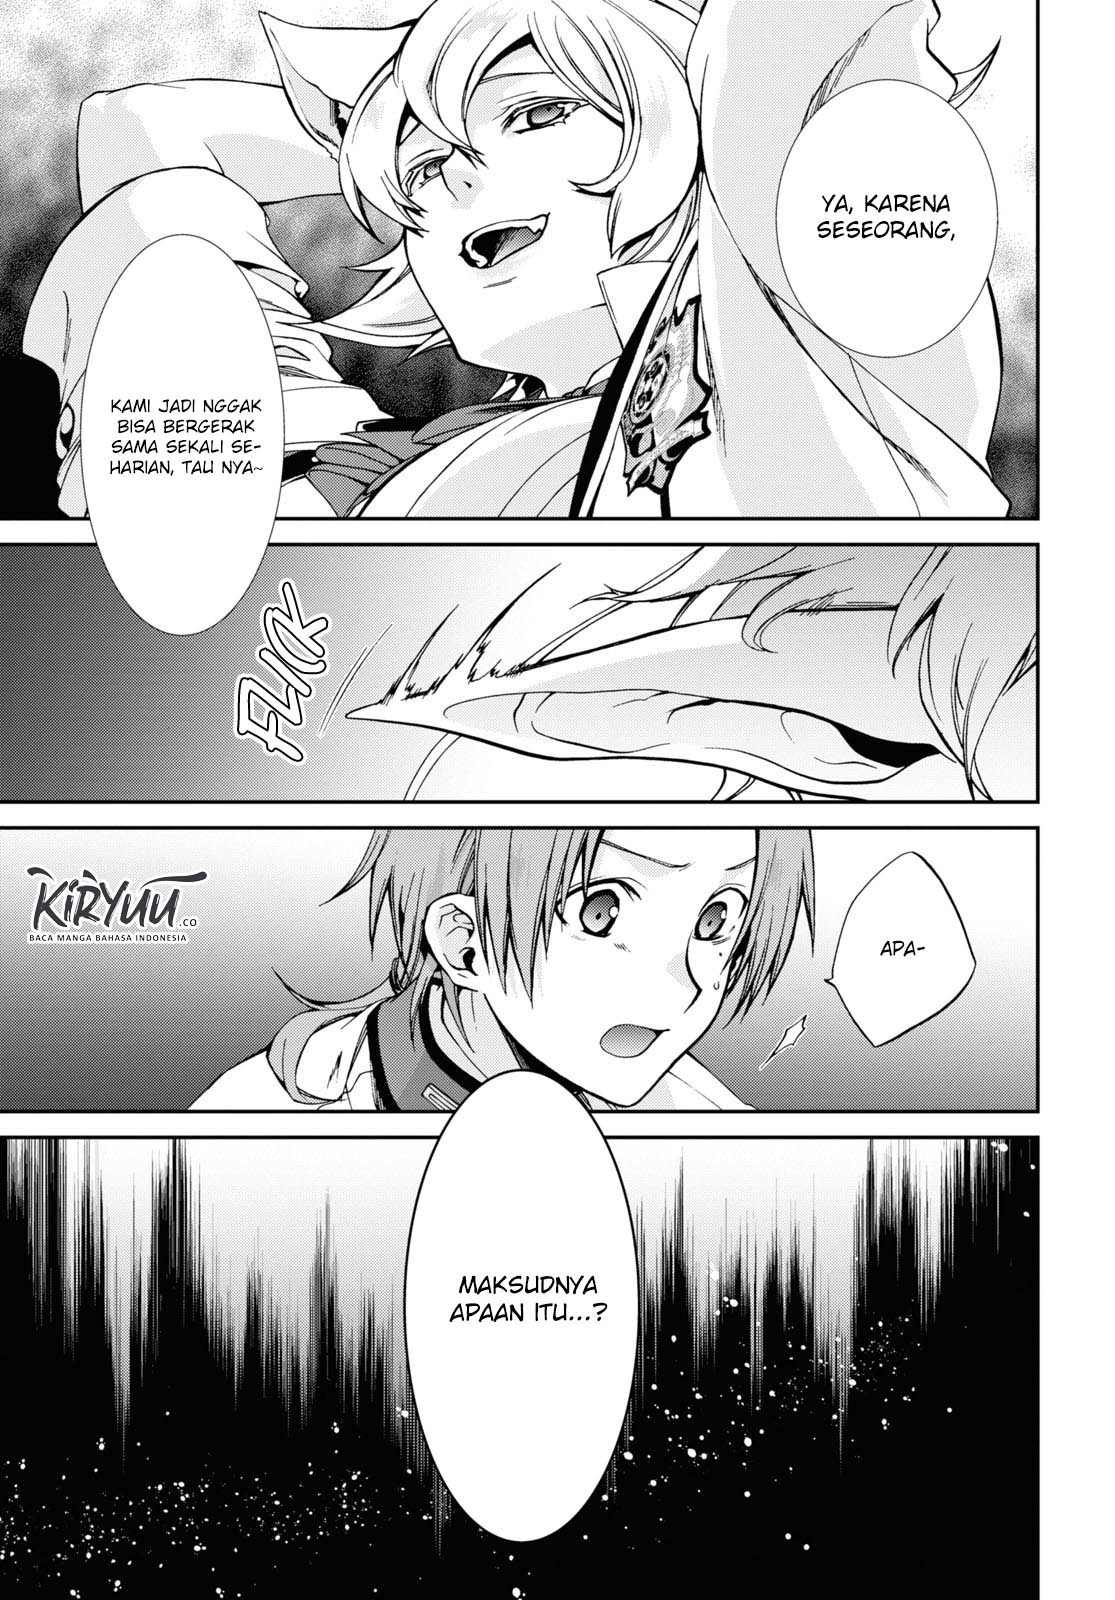 YA, KARENA
SESEORANG,
KAMI JADI NGGAK
BISA BERGERAK
SAMA SEKALI SE-
HARIAN, TAU NYA~
FLICK
KIRYUU.CO
BACA MANGA BAHASA INDONESIA
APA-
MAKSUDNYA
APAAN ITU...?